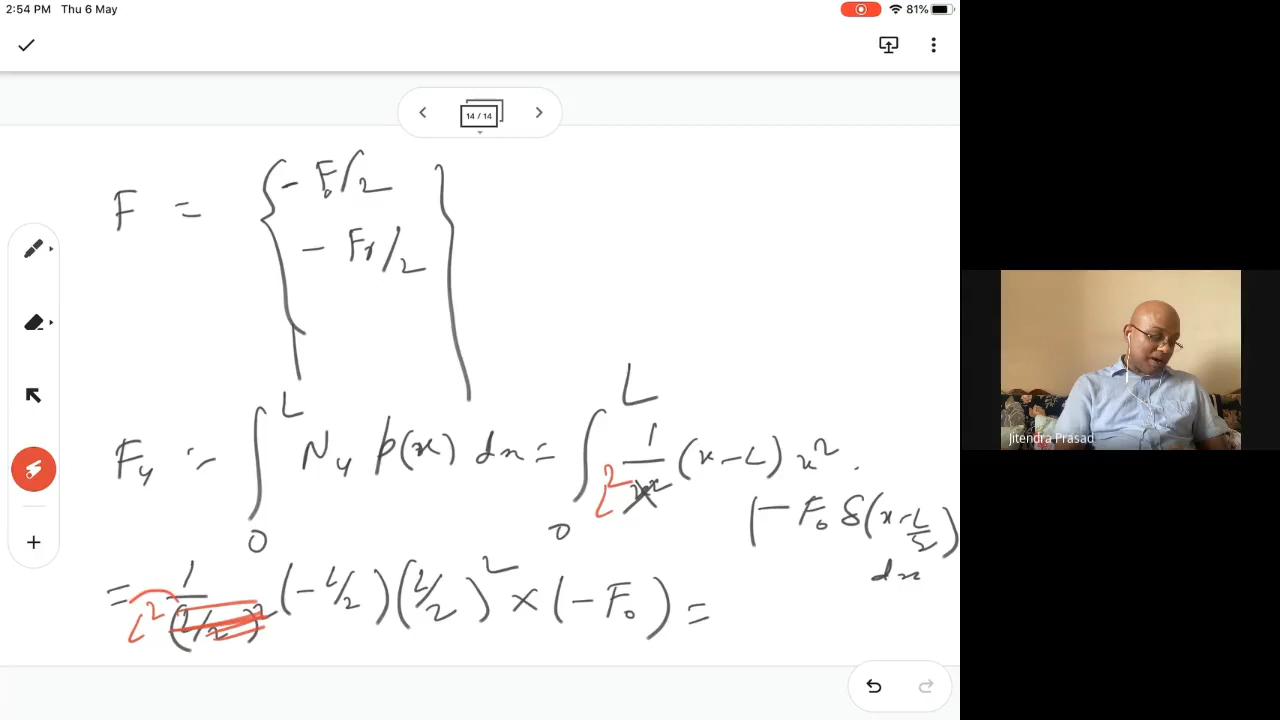 2:54 PM Thu 6 May
81%
14 / 14
F = { - F₀/2
- Fr/2 }
F₄ := ∫₀ᴸ N₄ p(x) dx = ∫₀ᴸ 1/L² (x-L) x² .
(- F₀ δ(x-L/2)
dx
= 1/L² (-L/2)(L/2)² × (-F₀) =
Jitendra Prasad